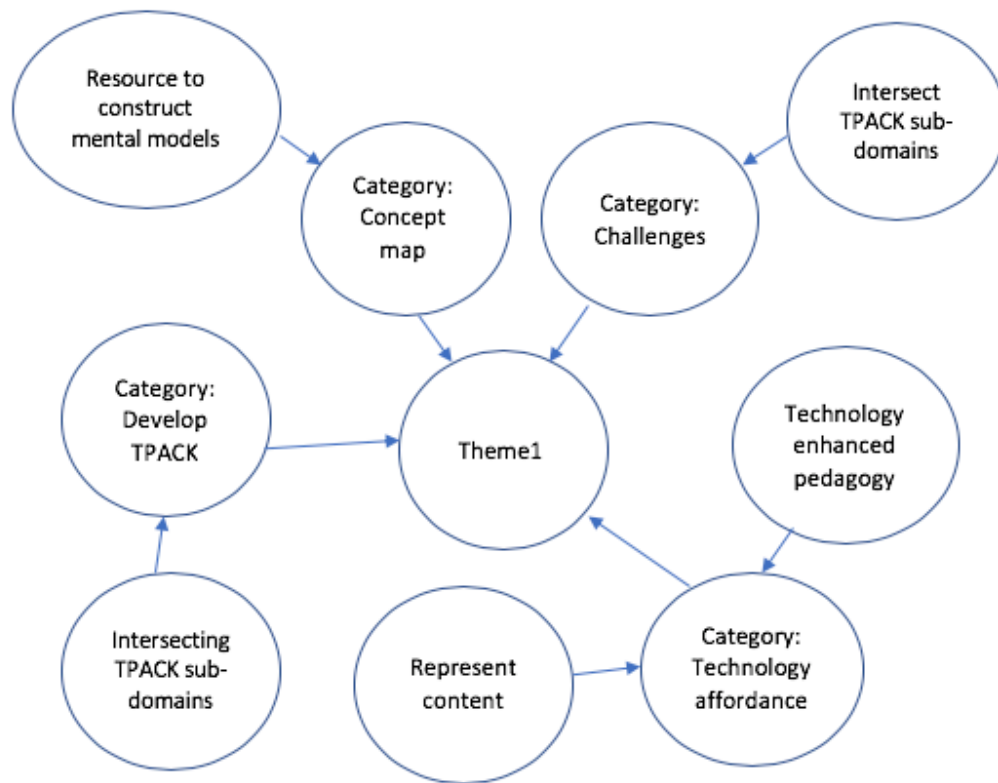 Resource to
construct
mental models
Intersect
TPACK sub-
domains
Category:
Concept
map
Category:
Challenges
Category:
Develop
TPACK
Theme1
Technology
enhanced
pedagogy
Intersecting
TPACK sub-
domains
Represent
content
Category:
Technology
affordance